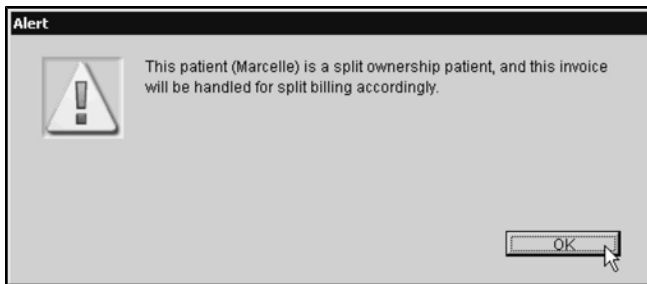 Alert
This patient (Marcelle) is a split ownership patient, and this invoice
will be handled for split billing accordingly.
OK